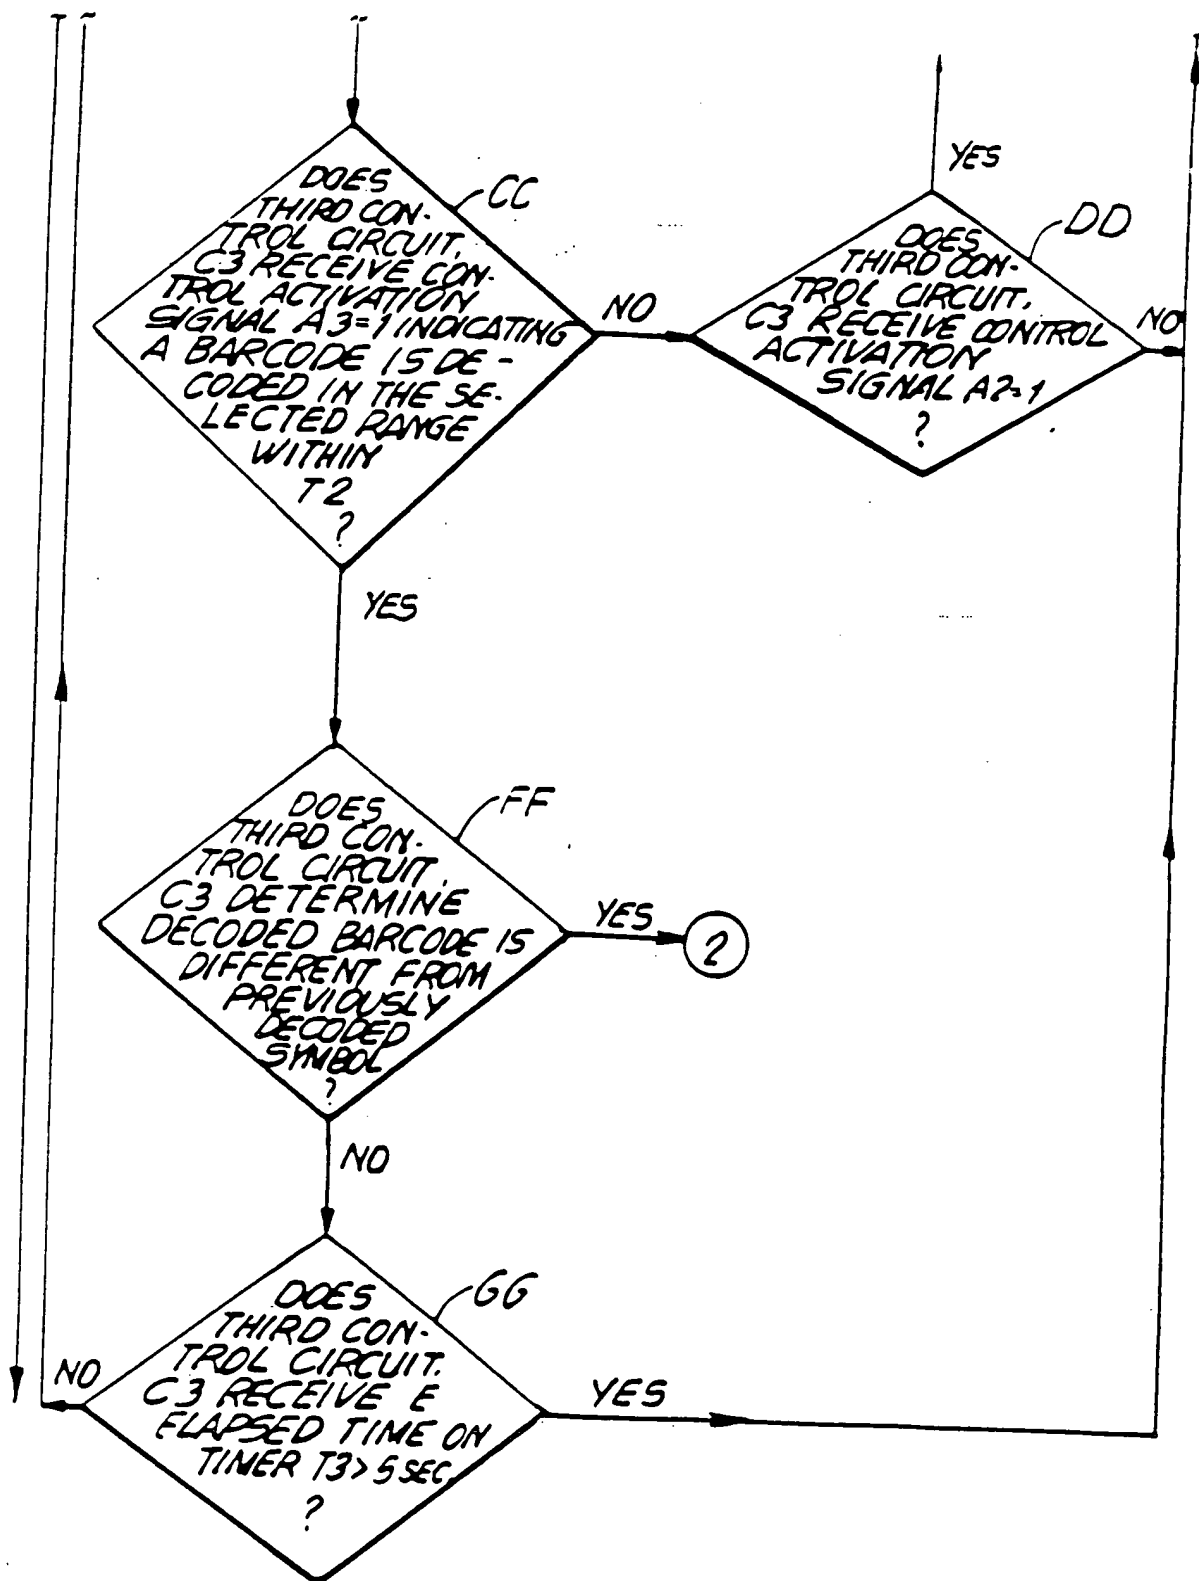 DOES
THIRD CON-
TROL CIRCUIT,
C3 RECEIVE CON-
TROL ACTIVATION
SIGNAL A3=1 INDICATING
A BARCODE IS DE-
CODED IN THE SE-
LECTED RANGE
WITHIN
T2
?
CC
NO
YES
DOES
THIRD CON-
TROL CIRCUIT,
C3 RECEIVE CONTROL
ACTIVATION
SIGNAL A2=1
?
DD
YES
NO
DOES
THIRD CON-
TROL CIRCUIT,
C3 DETERMINE
DECODED BARCODE IS
DIFFERENT FROM
PREVIOUSLY
DECODED
SYMBOL
?
FF
YES
2
NO
DOES
THIRD CON-
TROL CIRCUIT.
C3 RECEIVE E
ELAPSED TIME ON
TIMER T3>5 SEC.
?
GG
NO
YES